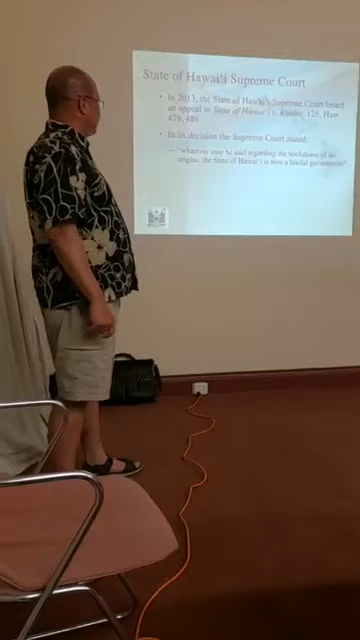 State of Hawai'i Supreme Court
• In 2013, the State of Hawai'i Supreme Court heard
an appeal in State of Hawai'i v. Kaulia, 128, Haw
479, 486
• In its decision the Supreme Court stated:
– "whatever may be said regarding the lawfulness of its
origins, the State of Hawai'i is now a lawful government"